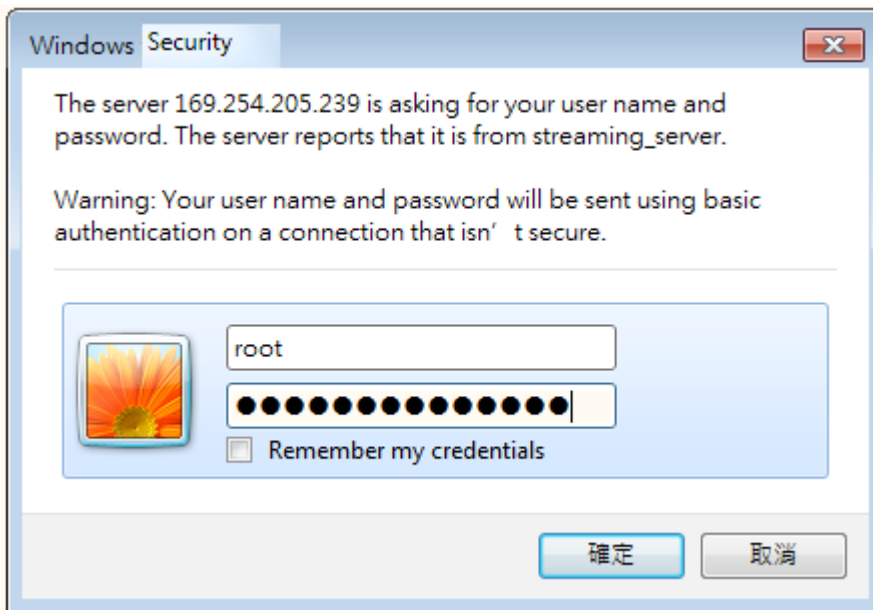 Windows Security
The server 169.254.205.239 is asking for your user name and
password. The server reports that it is from streaming_server.
Warning: Your user name and password will be sent using basic
authentication on a connection that isn’ t secure.
root
●●●●●●●●●●●●●●
Remember my credentials
確定 取消